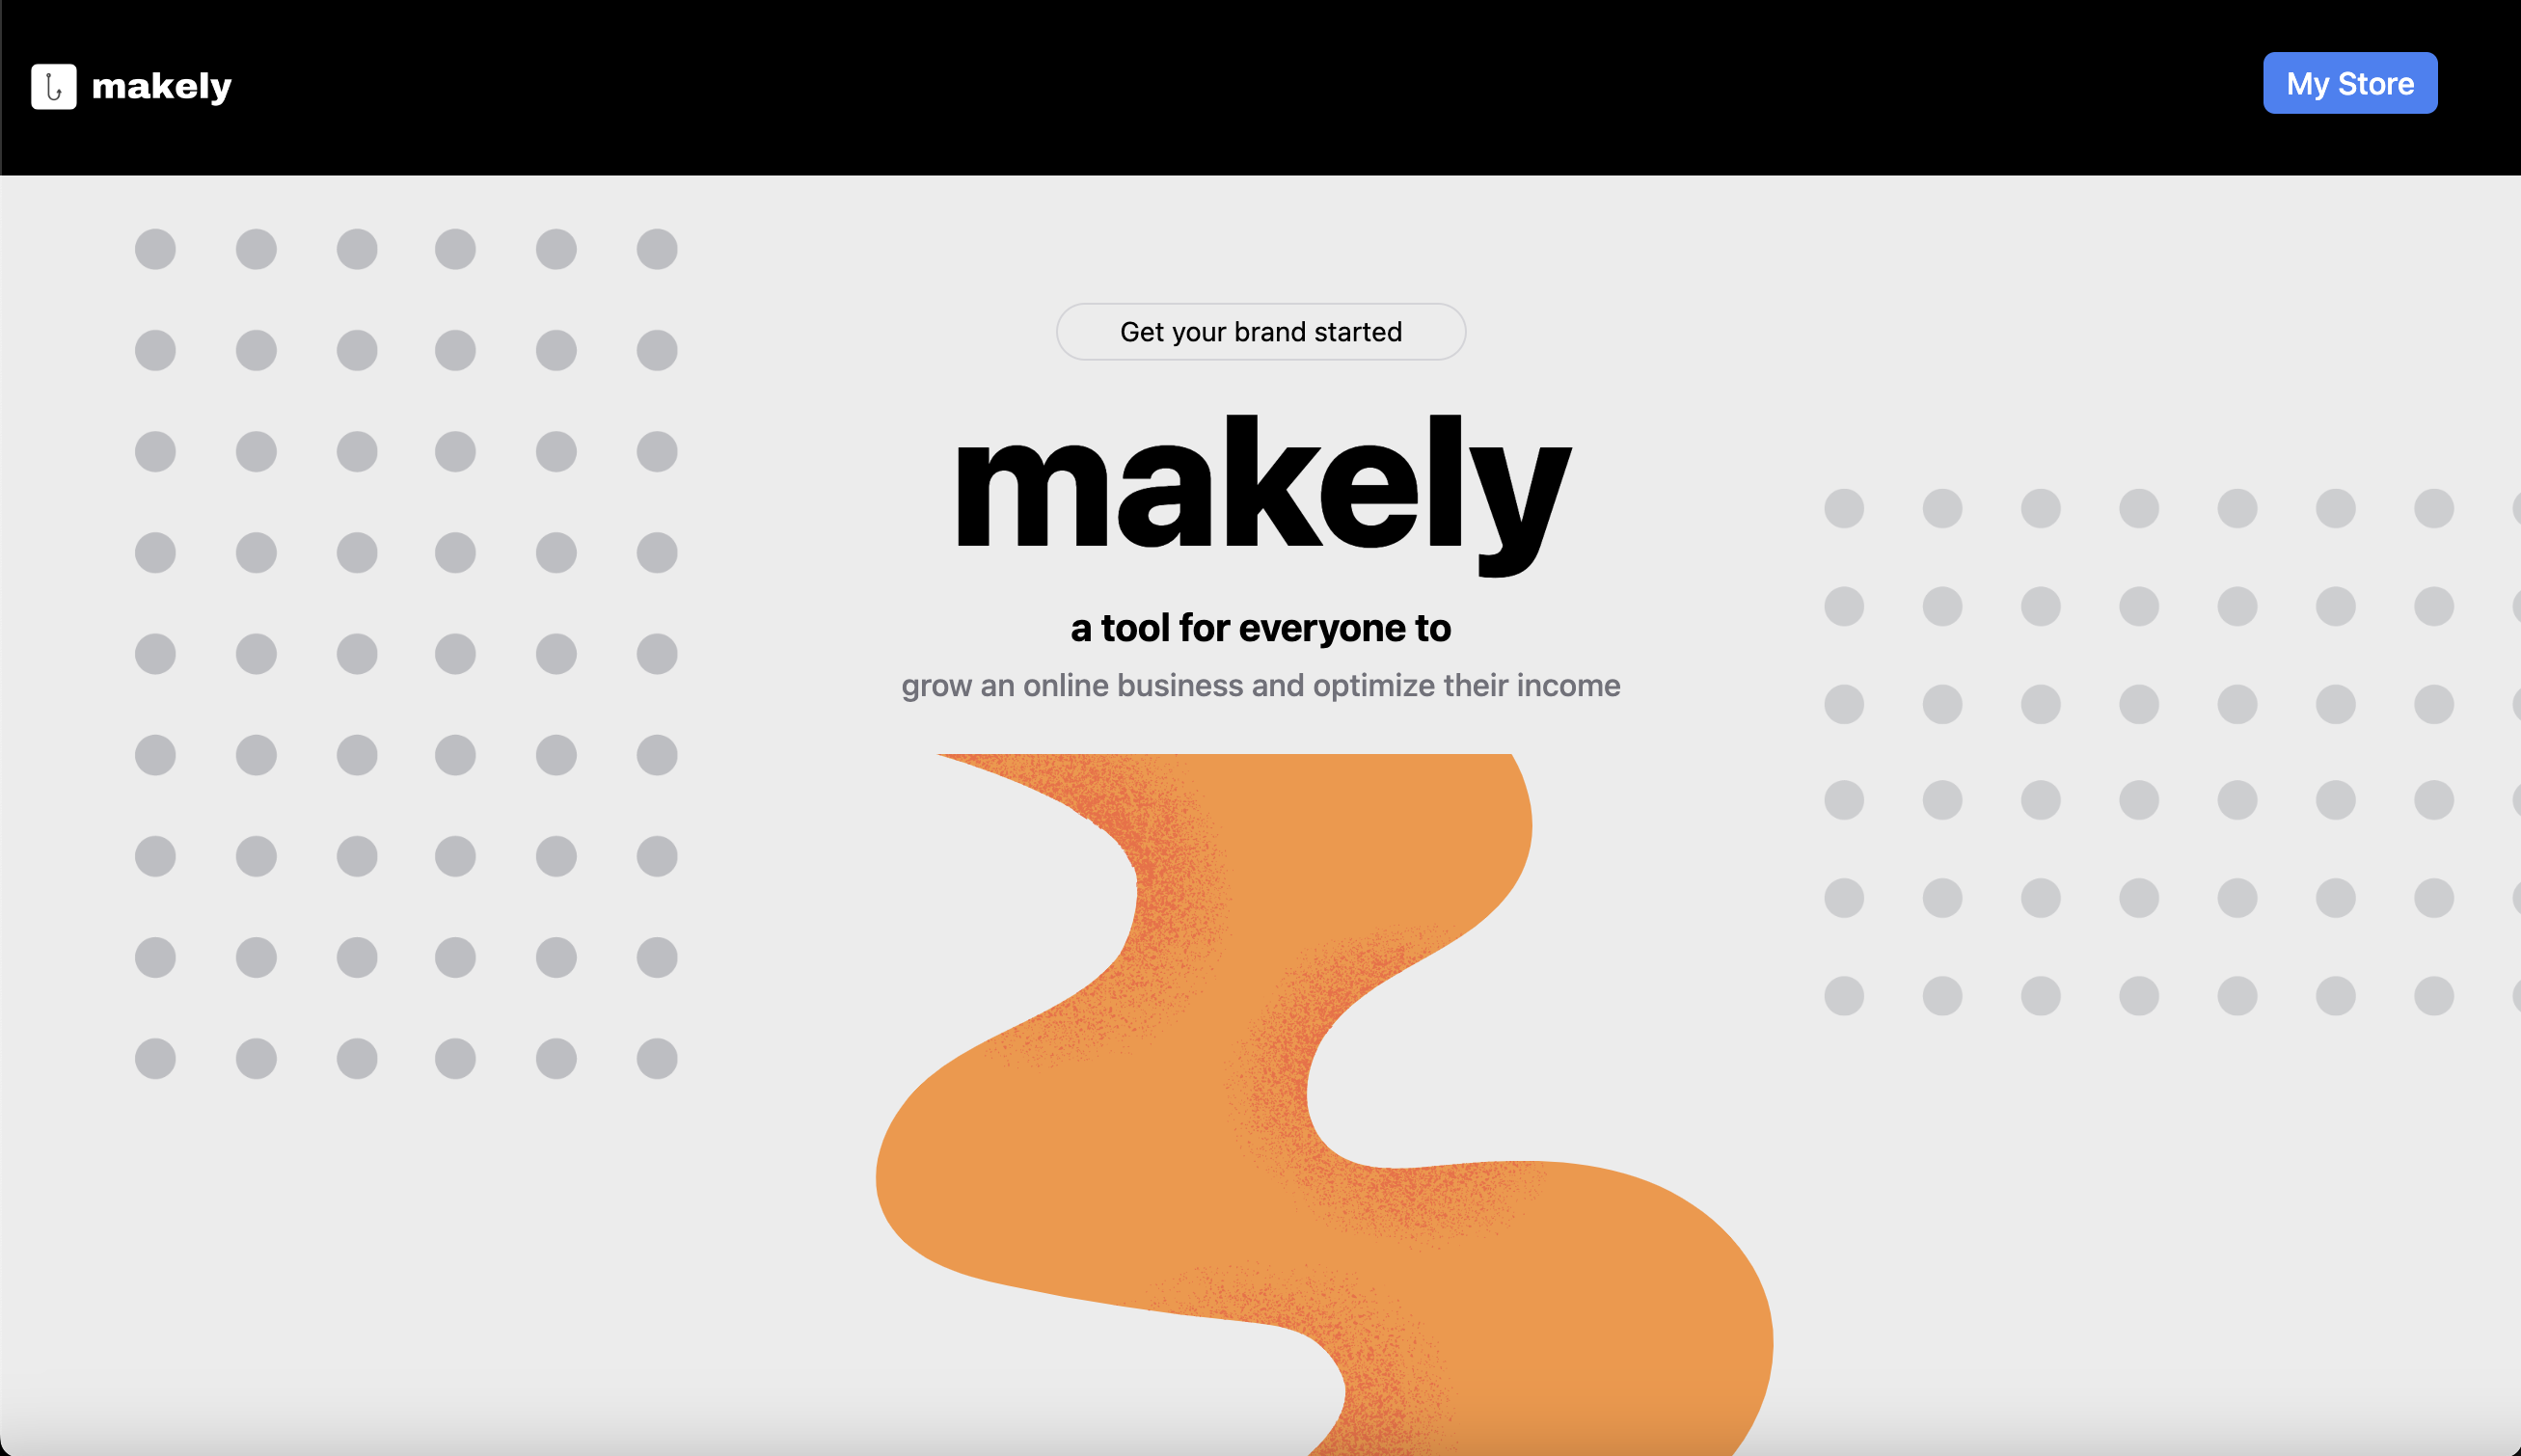 makely
My Store
Get your brand started
makely
a tool for everyone to
grow an online business and optimize their income